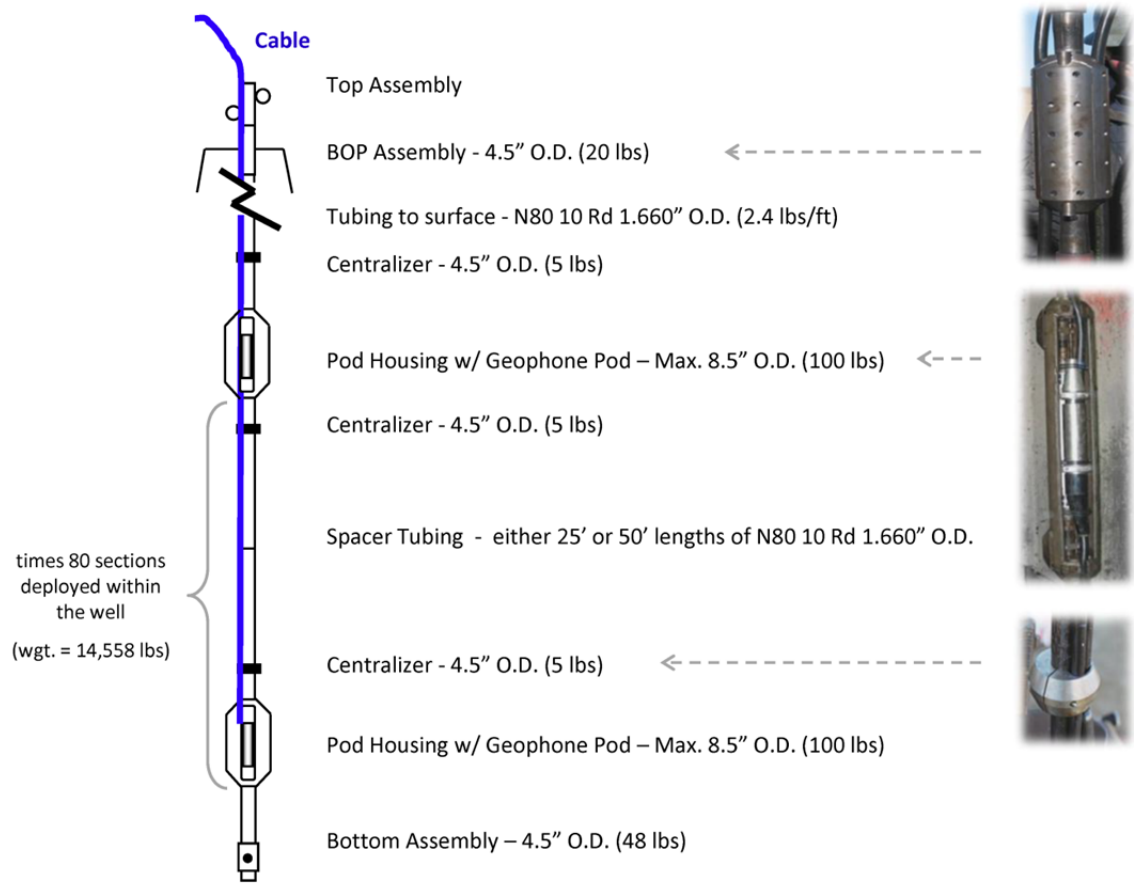 Cable
Top Assembly
BOP Assembly - 4.5” O.D. (20 lbs)
Tubing to surface - N80 10 Rd 1.660” O.D. (2.4 lbs/ft)
Centralizer - 4.5” O.D. (5 lbs)
Pod Housing w/ Geophone Pod – Max. 8.5” O.D. (100 lbs)
Centralizer - 4.5” O.D. (5 lbs)
Spacer Tubing - either 25’ or 50’ lengths of N80 10 Rd 1.660” O.D.
times 80 sections
deployed within
the well
(wgt. = 14,558 lbs)
Centralizer - 4.5” O.D. (5 lbs)
Pod Housing w/ Geophone Pod – Max. 8.5” O.D. (100 lbs)
Bottom Assembly – 4.5” O.D. (48 lbs)